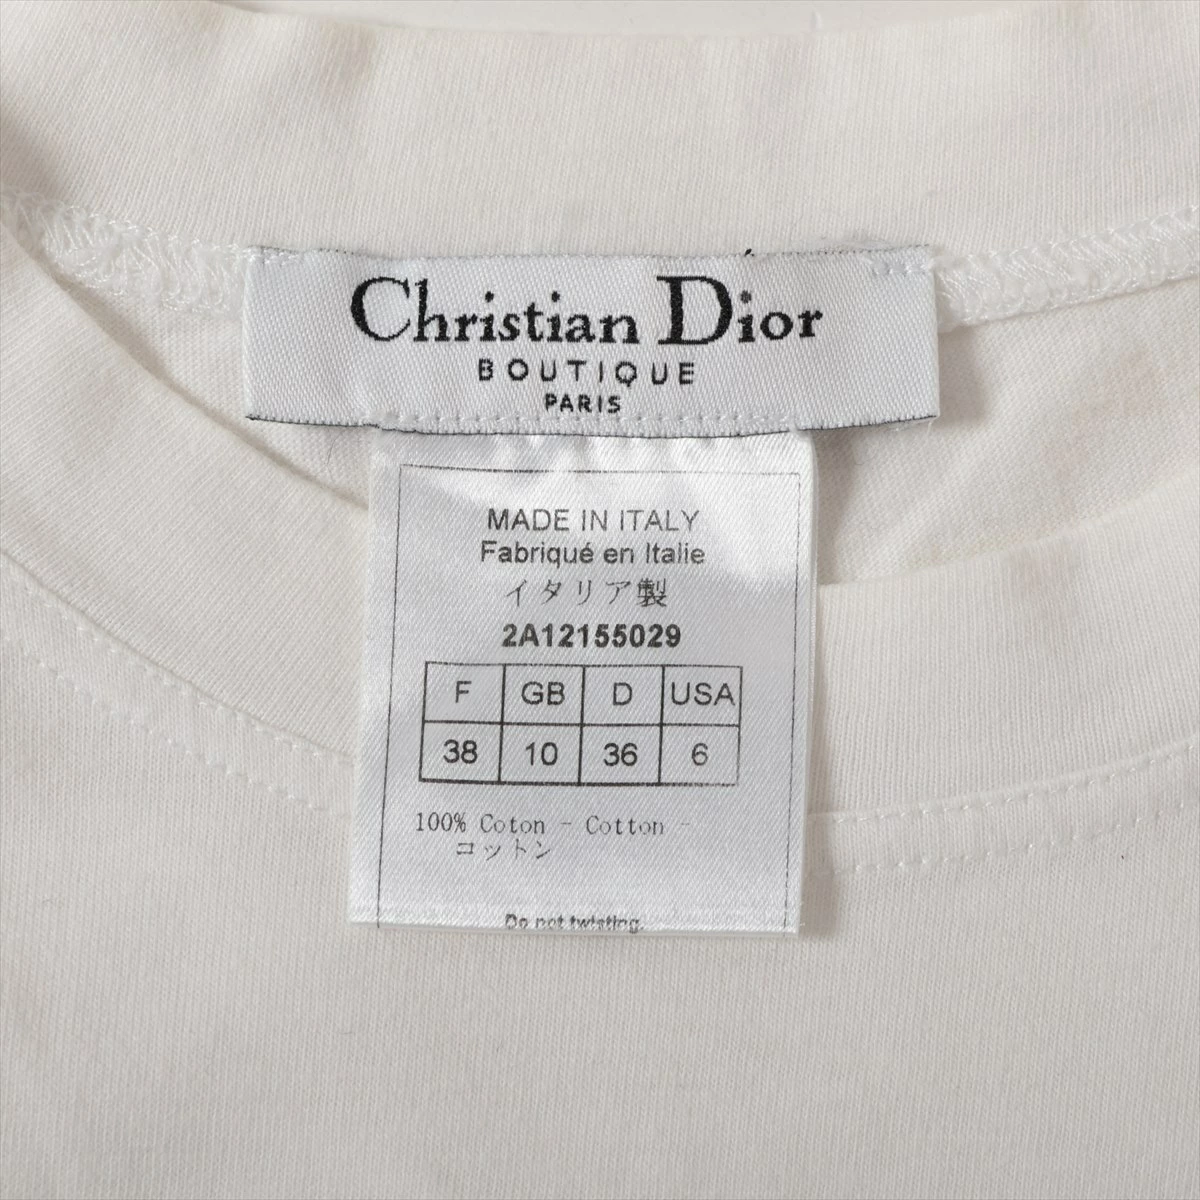 Christian Dior
BOUTIQUE
PARIS
MADE IN ITALY
Fabriqué en Italie
イタリア製
2A12155029
F GB D USA
38 10 36 6
100% Coton - Cotton -
コットン
Do not twisting.